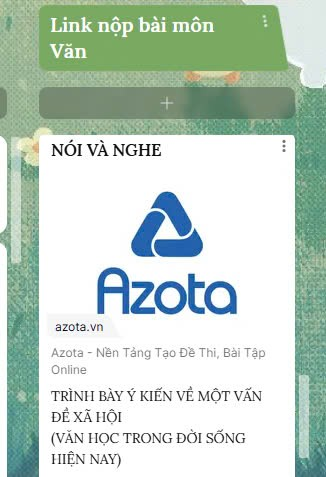 Link nộp bài môn
Văn
+
NÓI VÀ NGHE
Azota
azota.vn
Azota - Nền Tảng Tạo Đề Thi, Bài Tập
Online
TRÌNH BÀY Ý KIẾN VỀ MỘT VẤN
ĐỀ XÃ HỘI
(VĂN HỌC TRONG ĐỜI SỐNG
HIỆN NAY)